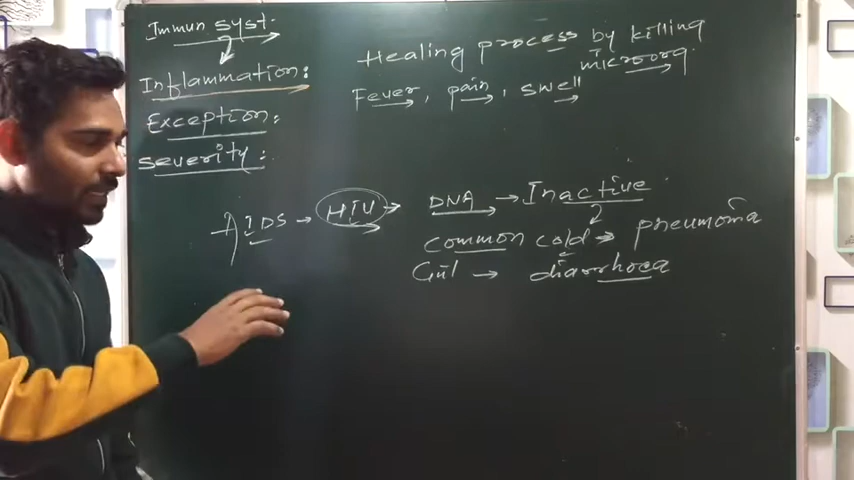 Immun syst.
Healing process by killing
microorg.
Inflammation:
Fever, pain, swell
Exception:
severity:
AIDS → HIV → DNA → Inactive
common cold → pneumonia
Gut → diarrhoea